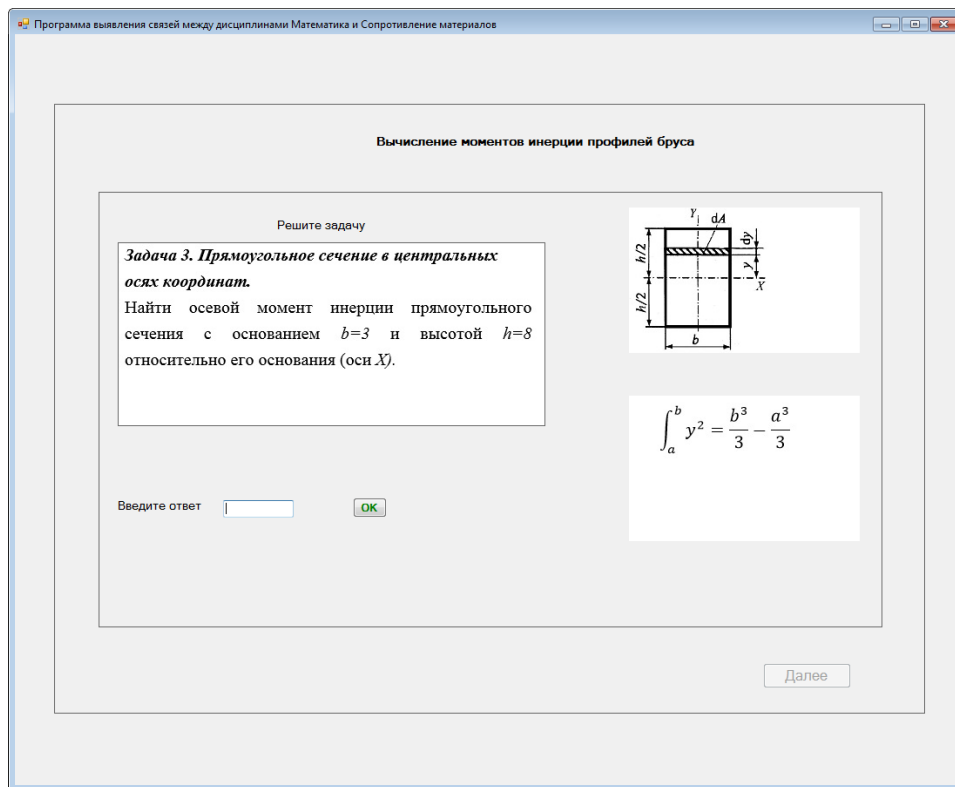 Программа выявления связей между дисциплинами Математика и Сопротивление материалов
Вычисление моментов инерции профилей бруса
Решите задачу
Задача 3. Прямоугольное сечение в центральных
осях координат.
Найти осевой момент инерции прямоугольного
сечения с основанием b=3 и высотой h=8
относительно его основания (оси X).
Y dA
h/2 dy
y
X
h/2
b
∫_a^b y² = b³/3 − a³/3
Введите ответ
OK
Далее